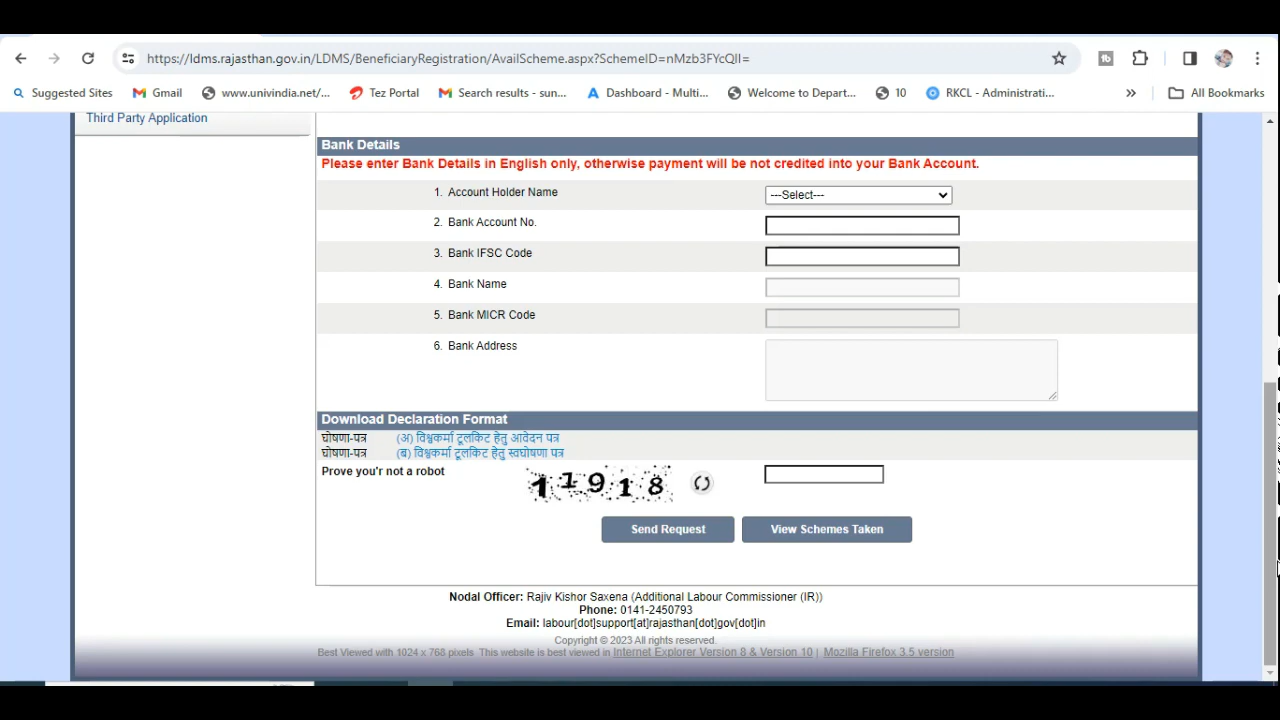 https://ldms.rajasthan.gov.in/LDMS/BeneficiaryRegistration/AvailScheme.aspx?SchemeID=nMzb3FYcQII=
Suggested Sites Gmail www.univindia.net/... Tez Portal Search results - sun... Dashboard - Multi... Welcome to Depart... 10 RKCL - Administrati... » All Bookmarks
Third Party Application
Bank Details
Please enter Bank Details in English only, otherwise payment will be not credited into your Bank Account.
1. Account Holder Name ---Select---
2. Bank Account No.
3. Bank IFSC Code
4. Bank Name
5. Bank MICR Code
6. Bank Address
Download Declaration Format
घोषणा-पत्र (अ) विश्वकर्मा टूलकिट हेतु आवेदन पत्र
घोषणा-पत्र (ब) विश्वकर्मा टूलकिट हेतु स्वघोषणा पत्र
Prove you'r not a robot 11918
Send Request View Schemes Taken
Nodal Officer: Rajiv Kishor Saxena (Additional Labour Commissioner (IR))
Phone: 0141-2450793
Email: labour[dot]support[at]rajasthan[dot]gov[dot]in
Copyright © 2023 All rights reserved.
Best Viewed with 1024 x 768 pixels This website is best viewed in Internet Explorer Version 8 & Version 10 | Mozilla Firefox 3.5 version